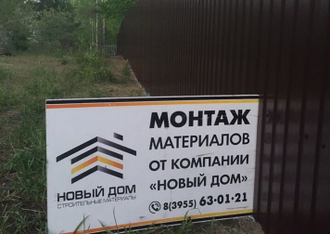 НОВЫЙ ДОМ
СТРОИТЕЛЬНЫЕ МАТЕРИАЛЫ
МОНТАЖ
МАТЕРИАЛОВ
ОТ КОМПАНИИ
«НОВЫЙ ДОМ»
8(3955) 63-01-21